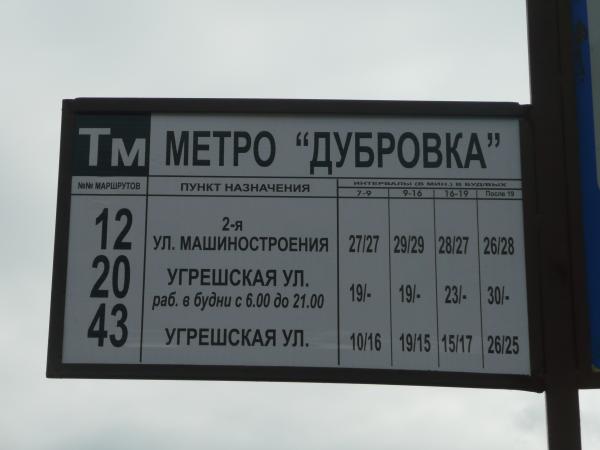 Тм МЕТРО "ДУБРОВКА"
№№ МАРШРУТОВ ПУНКТ НАЗНАЧЕНИЯ ИНТЕРВАЛЫ (В МИН.) В БУД/ВЫХ
7-9 9-16 16-19 После 19
12 2-я УЛ. МАШИНОСТРОЕНИЯ 27/27 29/29 28/27 26/28
20 УГРЕШСКАЯ УЛ. 19/- 19/- 23/- 30/-
раб. в будни с 6.00 до 21.00
43 УГРЕШСКАЯ УЛ. 10/16 19/15 15/17 26/25